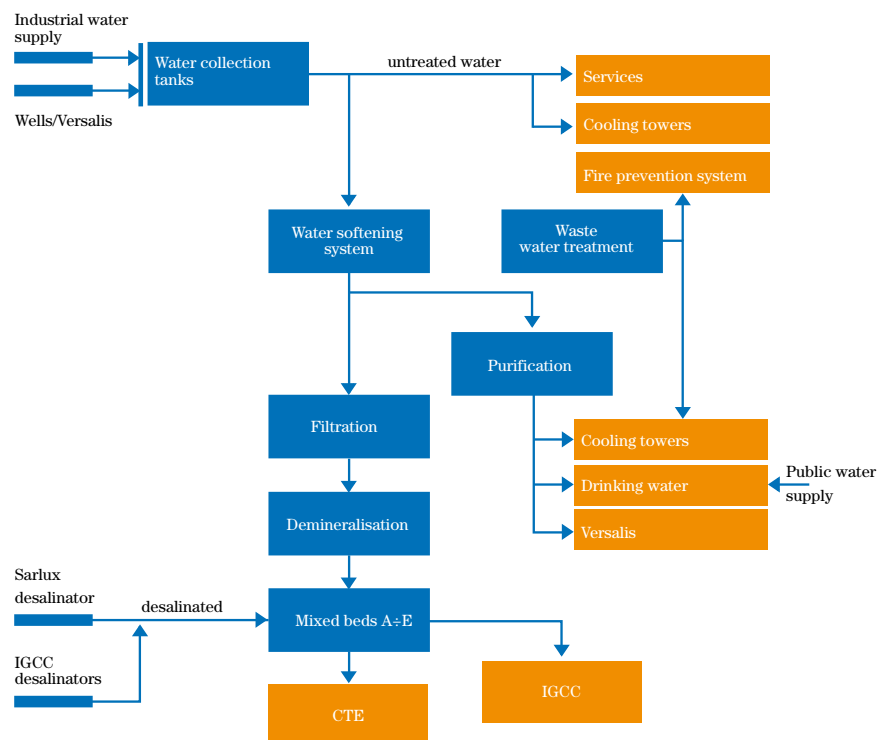 Industrial water
supply
Water collection
tanks
untreated water
Services
Wells/Versalis
Cooling towers
Fire prevention system
Water softening
system
Waste
water treatment
Purification
Filtration
Cooling towers
Drinking water
Public water
supply
Versalis
Demineralisation
Sarlux
desalinator
desalinated
Mixed beds A÷E
IGCC
desalinators
IGCC
CTE